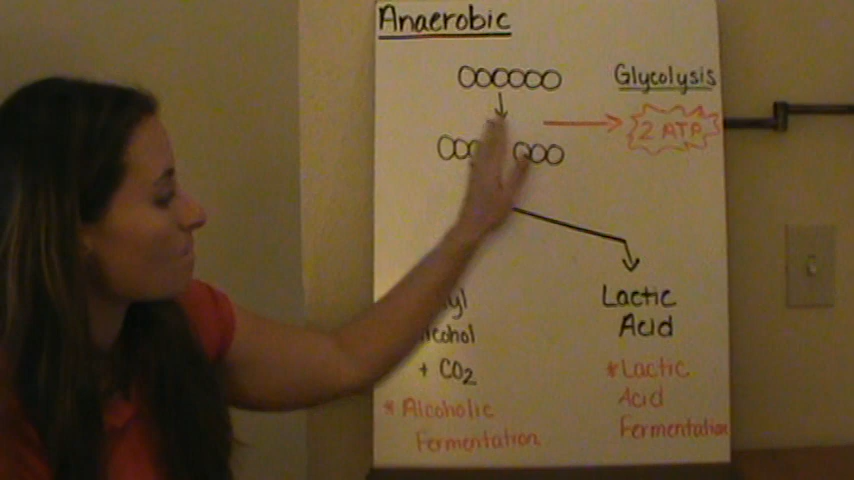 Anaerobic
Glycolysis
2 ATP
Lactic
Acid
+ CO2
* Alcoholic
Fermentation
* Lactic
Acid
Fermentation